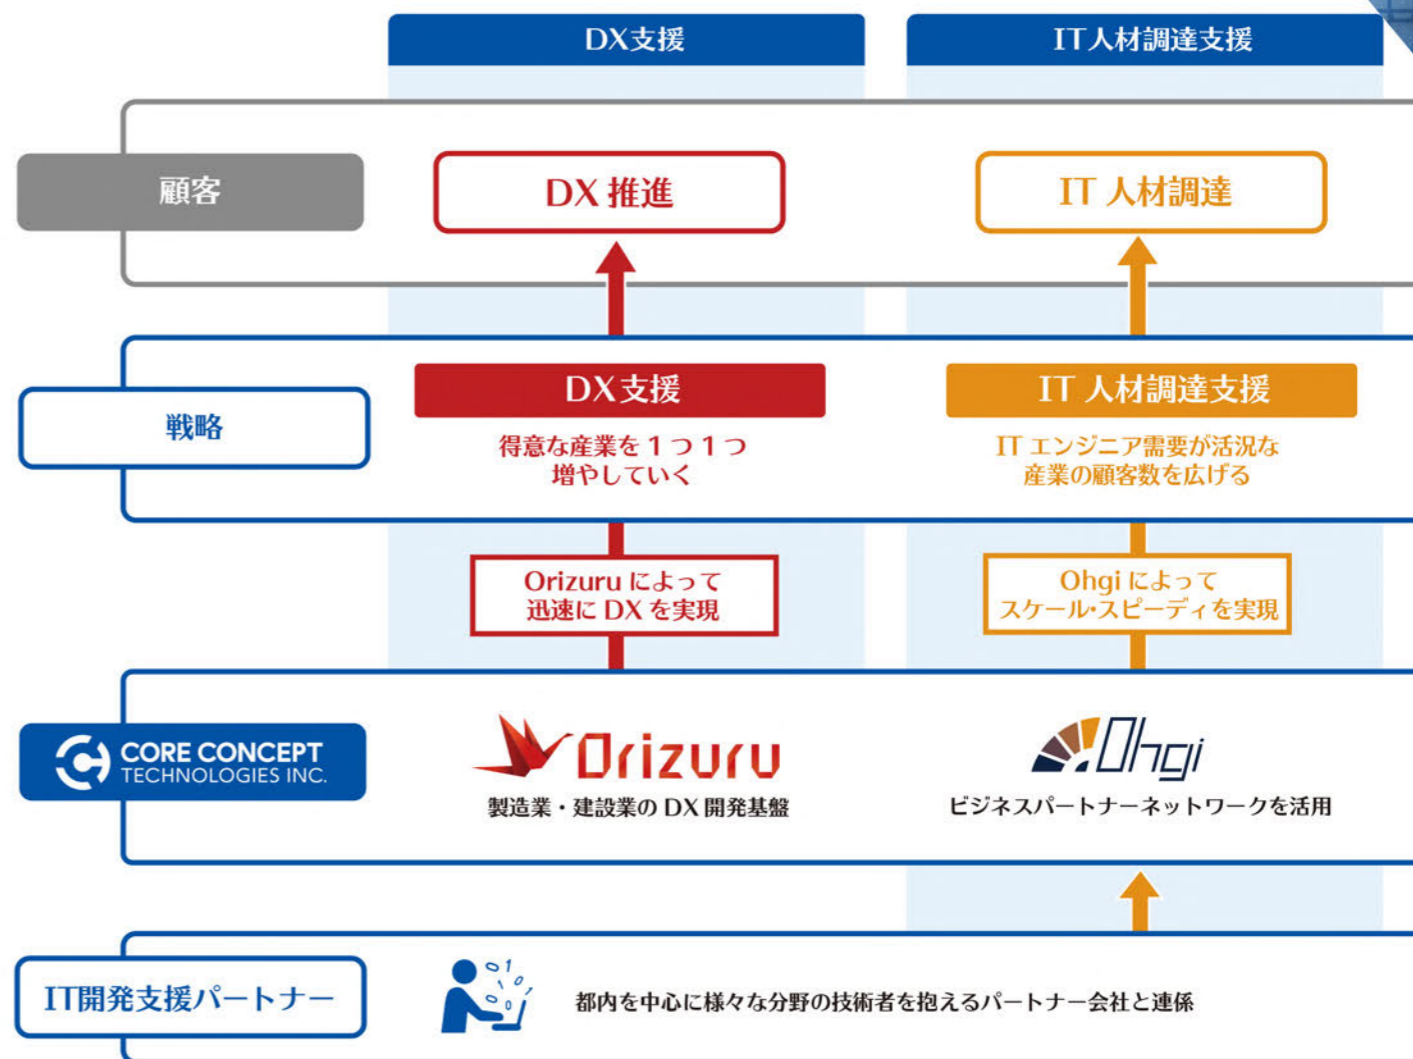 DX支援
IT人材調達支援
顧客
DX 推進
IT 人材調達
戦略
DX支援
得意な産業を1つ1つ
増やしていく
IT 人材調達支援
IT エンジニア需要が活況な
産業の顧客数を広げる
Orizuru によって
迅速に DX を実現
Ohgi によって
スケール・スピーディを実現
CORE CONCEPT
TECHNOLOGIES INC.
Orizuru
製造業・建設業の DX 開発基盤
Ohgi
ビジネスパートナーネットワークを活用
IT開発支援パートナー
0 1
0 1
1 0
0 0
都内を中心に様々な分野の技術者を抱えるパートナー会社と連係